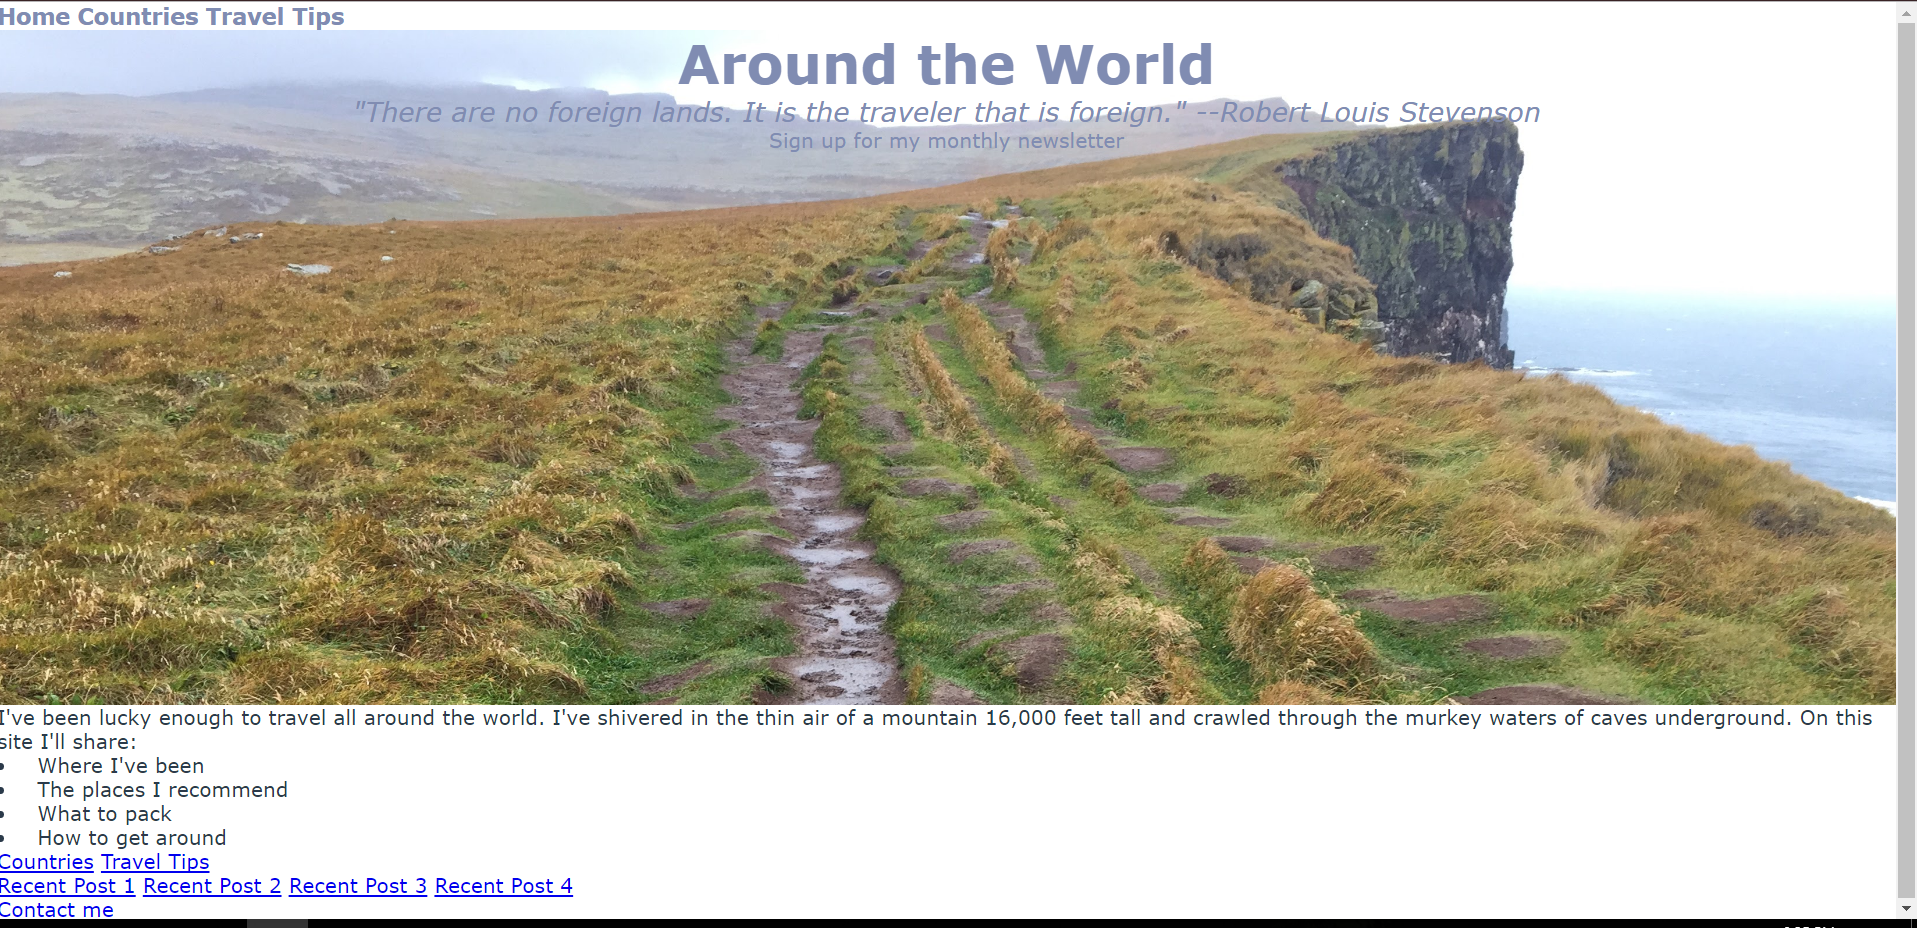 Home Countries Travel Tips
Around the World
"There are no foreign lands. It is the traveler that is foreign." --Robert Louis Stevenson
Sign up for my monthly newsletter
I've been lucky enough to travel all around the world. I've shivered in the thin air of a mountain 16,000 feet tall and crawled through the murkey waters of caves underground. On this
site I'll share:
Where I've been
The places I recommend
What to pack
How to get around
Countries Travel Tips
Recent Post 1 Recent Post 2 Recent Post 3 Recent Post 4
Contact me